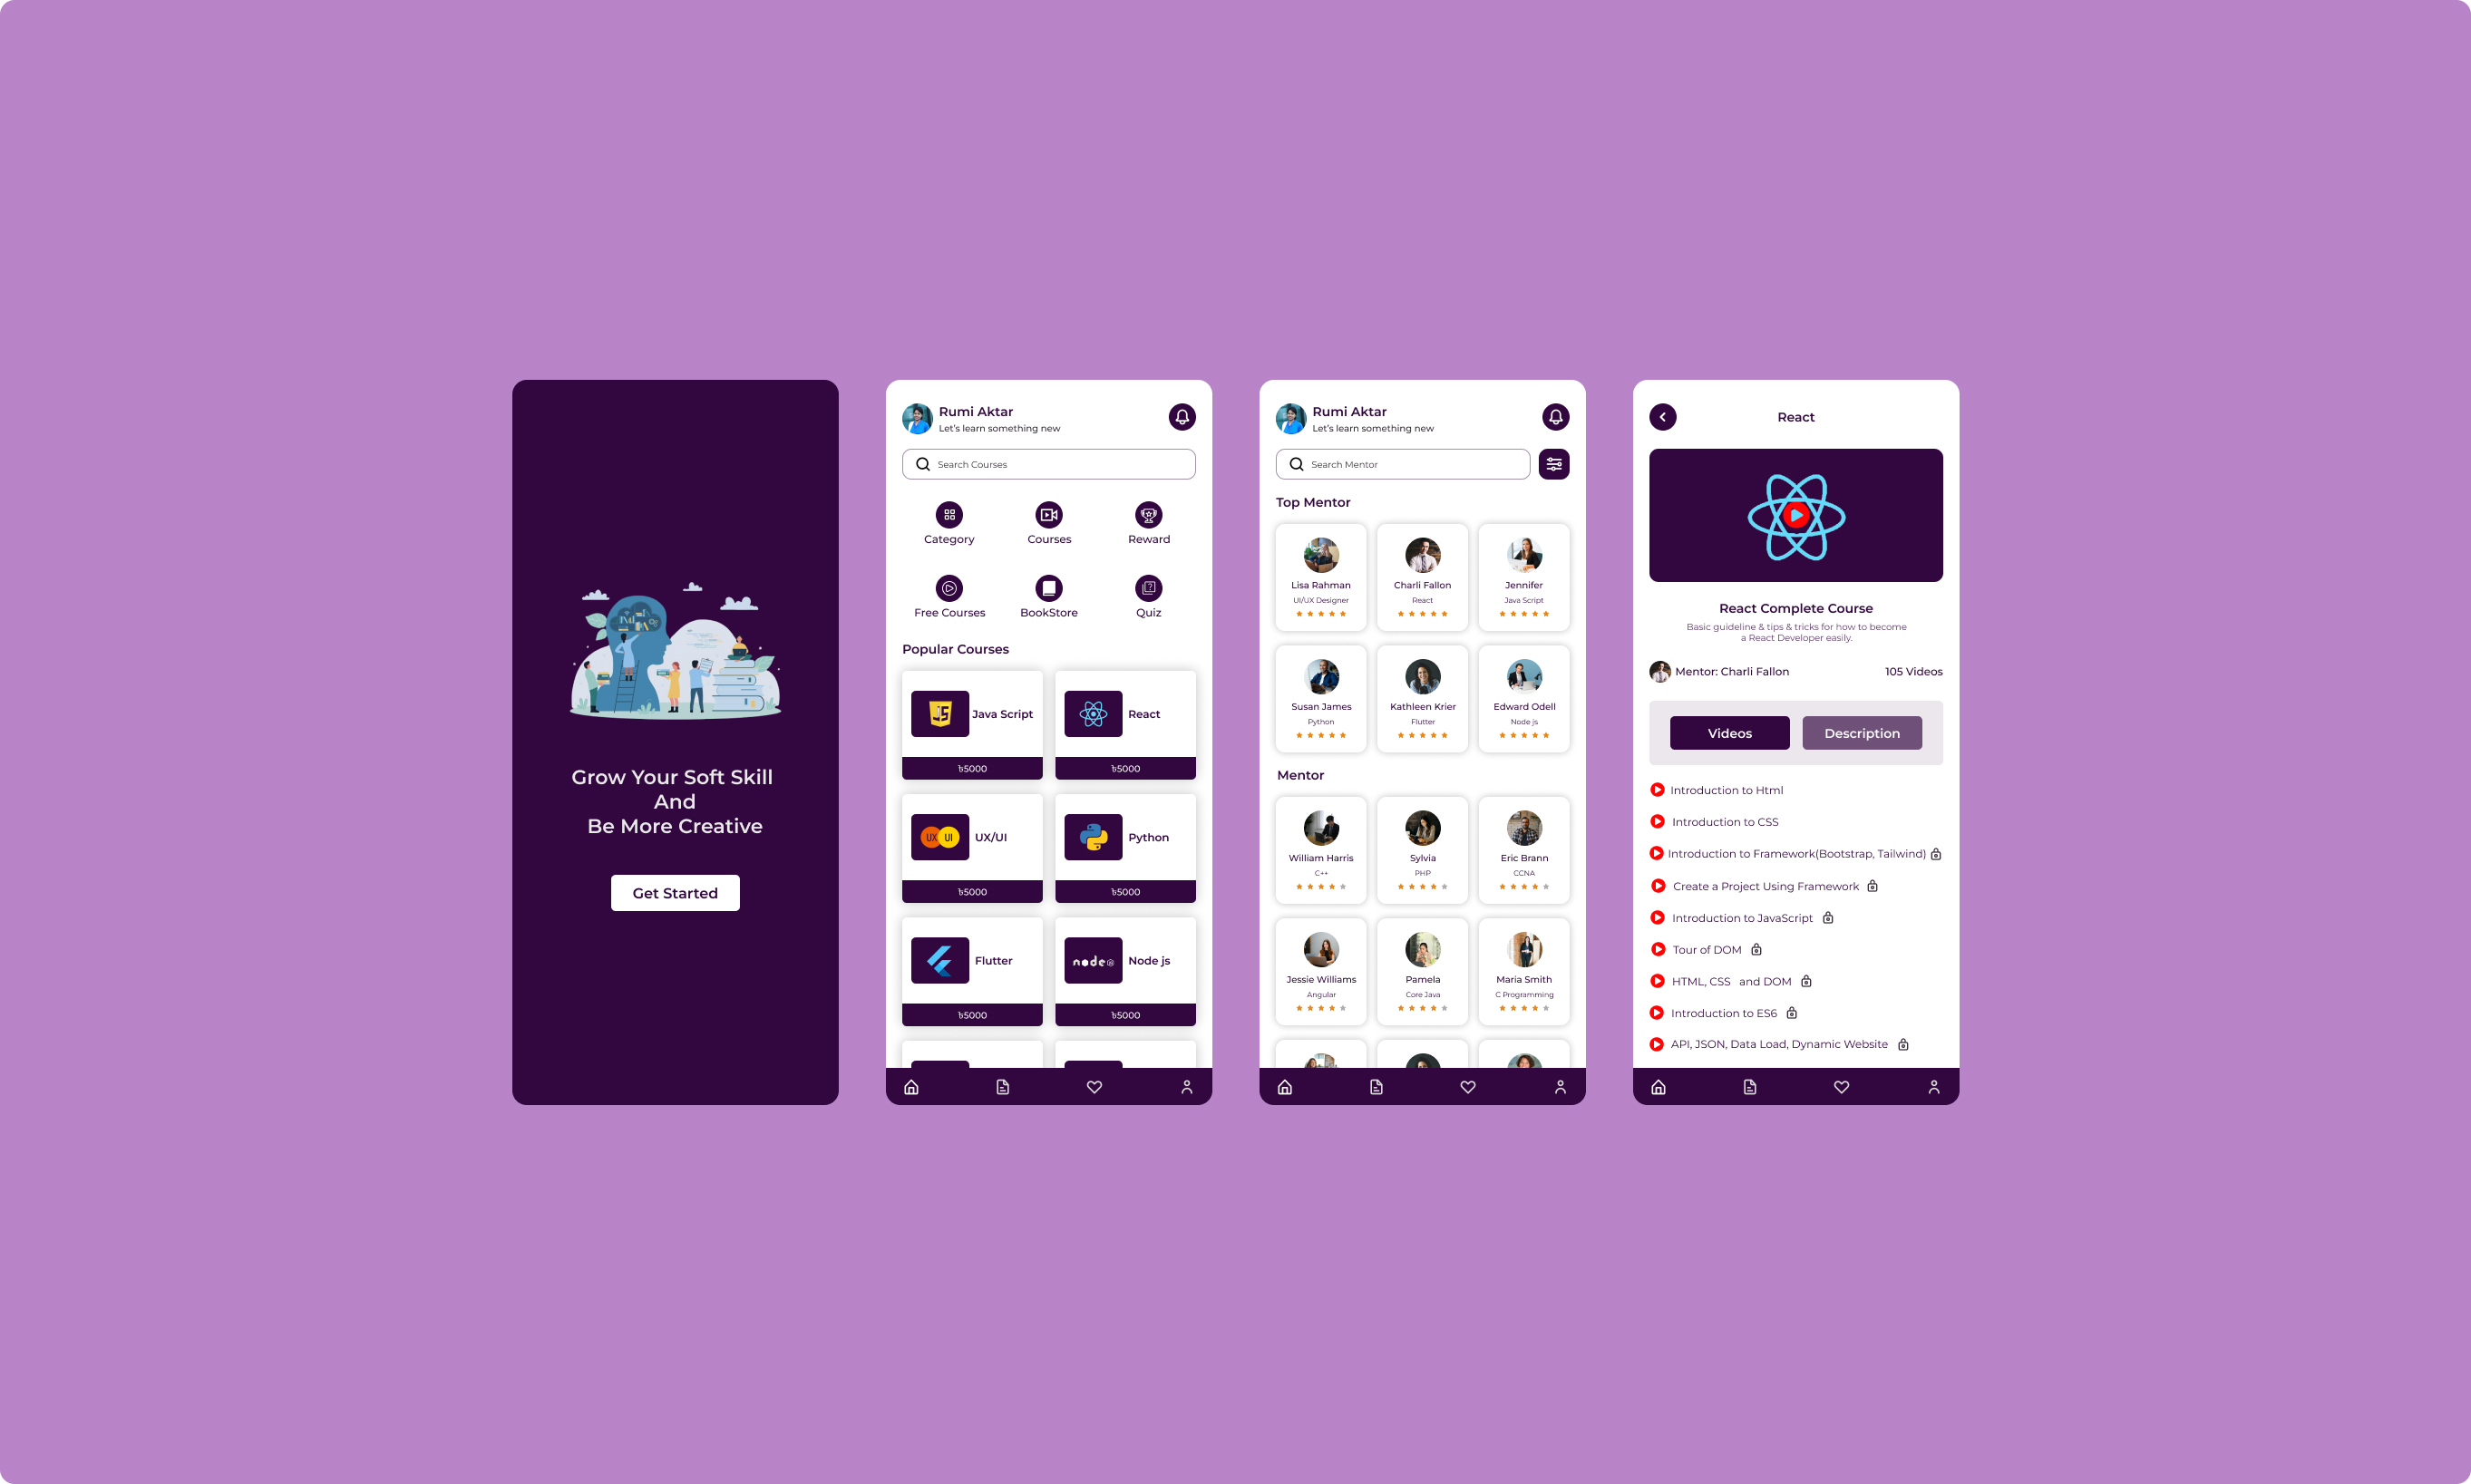 Grow Your Soft Skill
And
Be More Creative
Get Started
Rumi Aktar
Let's learn something new
Search Courses
Category
Courses
Reward
Free Courses
BookStore
Quiz
Popular Courses
JS
Java Script
React
৳5000
৳5000
UX UI
UX/UI
Python
৳5000
৳5000
Flutter
node JS
Node js
৳5000
৳5000
Rumi Aktar
Let's learn something new
Search Mentor
Top Mentor
Lisa Rahman
UI/UX Designer
Charli Fallon
React
Jennifer
Java Script
Susan James
Python
Kathleen Krier
Flutter
Edward Odell
Node js
Mentor
William Harris
C++
Sylvia
PHP
Eric Brann
CCNA
Jessie Williams
Angular
Pamela
Core Java
Maria Smith
C Programming
React
React Complete Course
Basic guideline & tips & tricks for how to become
a React Developer easily.
Mentor: Charli Fallon
105 Videos
Videos
Description
Introduction to Html
Introduction to CSS
Introduction to Framework(Bootstrap, Tailwind)
Create a Project Using Framework
Introduction to JavaScript
Tour of DOM
HTML, CSS and DOM
Introduction to ES6
API, JSON, Data Load, Dynamic Website